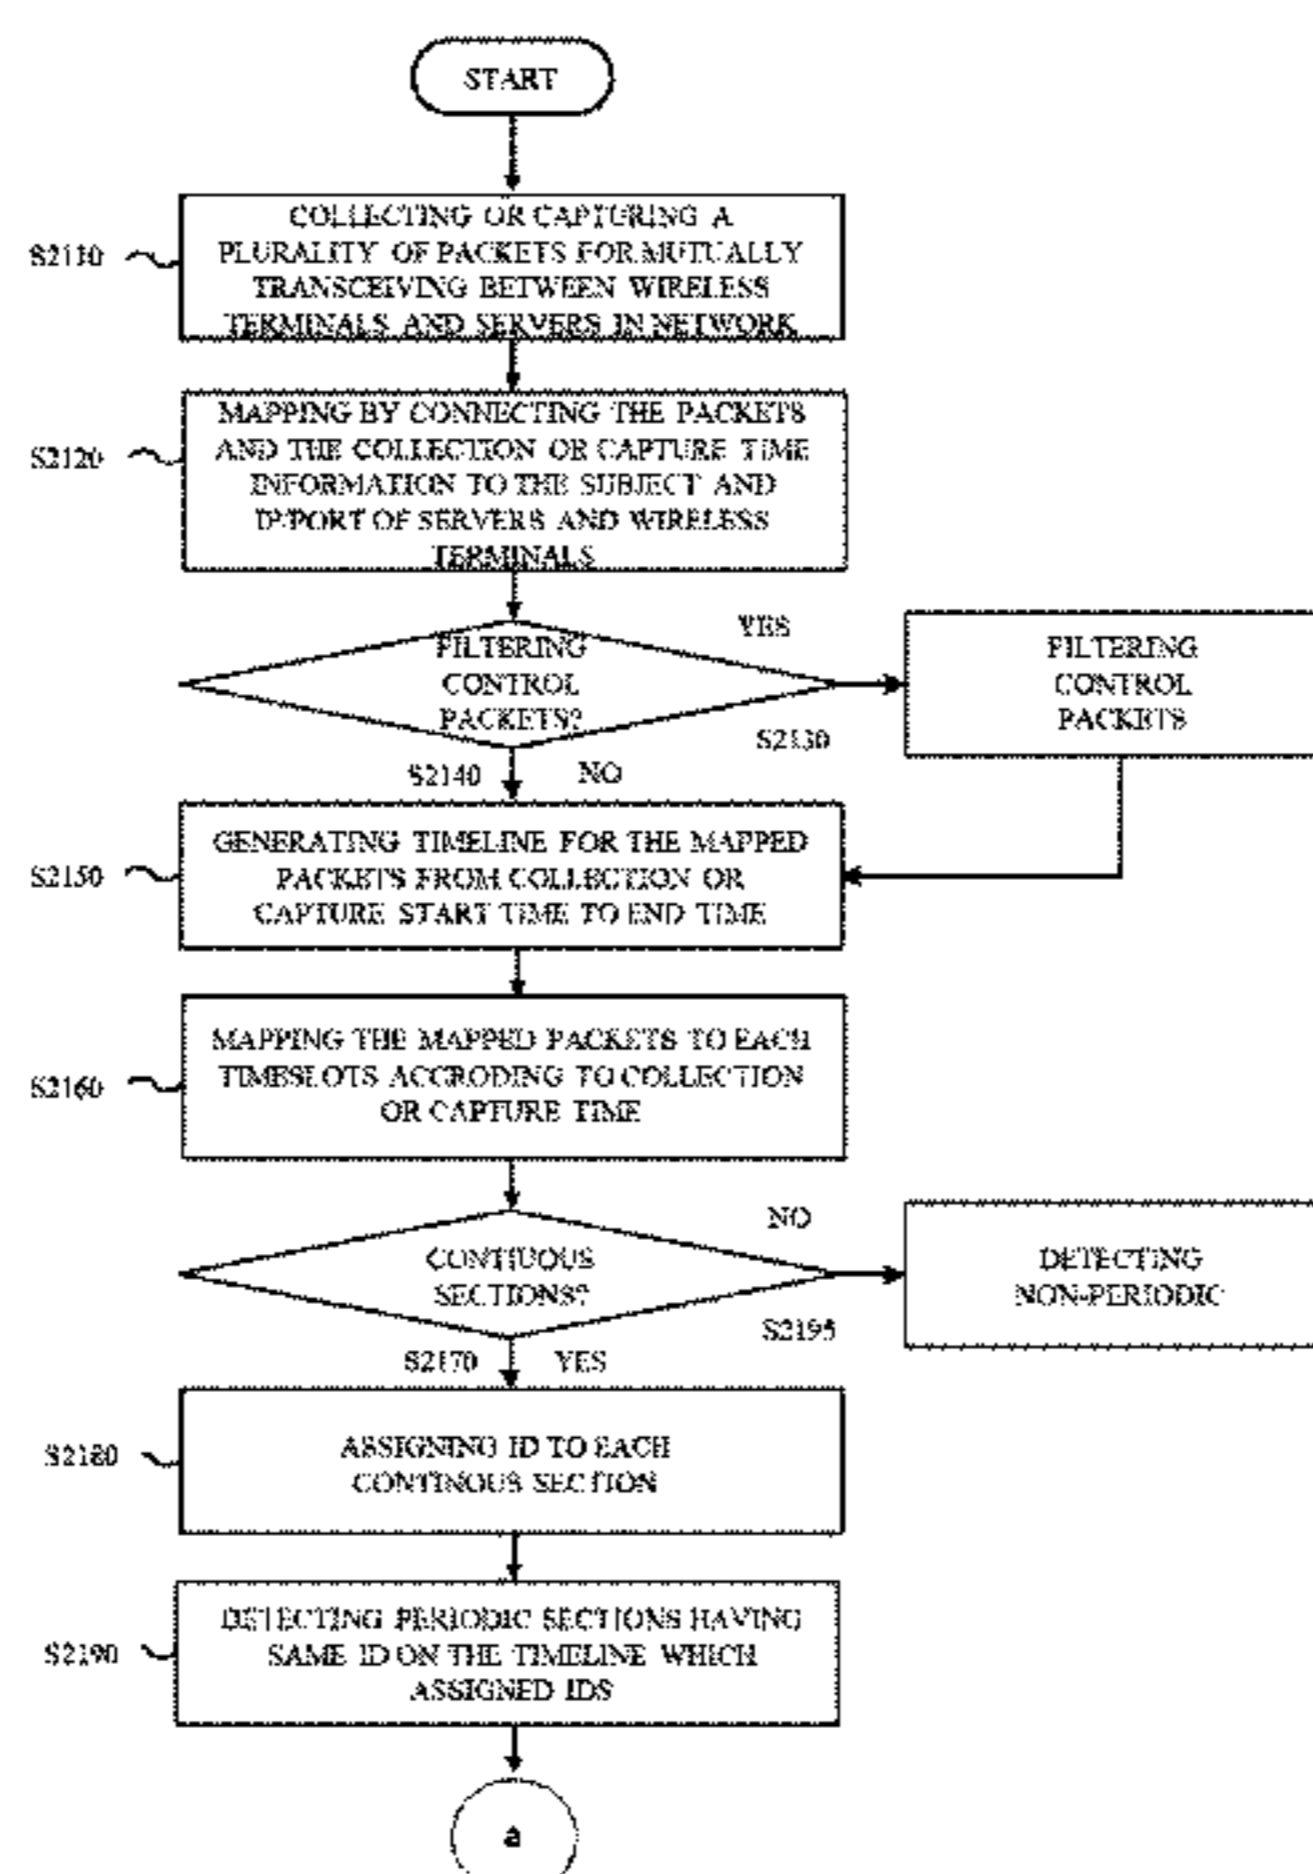 START
S2110
COLLECTING OR CAPTURING A
PLURALITY OF PACKETS FOR MUTUALLY
TRANSCEIVING BETWEEN WIRELESS
TERMINALS AND SERVERS IN NETWORK
S2120
MAPPING BY CONNECTING THE PACKETS
AND THE COLLECTION OR CAPTURE TIME
INFORMATION TO THE SUBJECT AND
IP/PORT OF SERVERS AND WIRELESS
TERMINALS
FILTERING
CONTROL
PACKETS?
YES
S2130
FILTERING
CONTROL
PACKETS
S2140
NO
S2150
GENERATING TIMELINE FOR THE MAPPED
PACKETS FROM COLLECTION OR
CAPTURE START TIME TO END TIME
S2160
MAPPING THE MAPPED PACKETS TO EACH
TIMESLOTS ACCRODING TO COLLECTION
OR CAPTURE TIME
CONTIUOUS
SECTIONS?
NO
S2195
DETECTING
NON-PERIODIC
S2170
YES
S2180
ASSIGNING ID TO EACH
CONTINOUS SECTION
S2190
DETECTING PERIODIC SECTIONS HAVING
SAME ID ON THE TIMELINE WHICH
ASSIGNED IDS
a